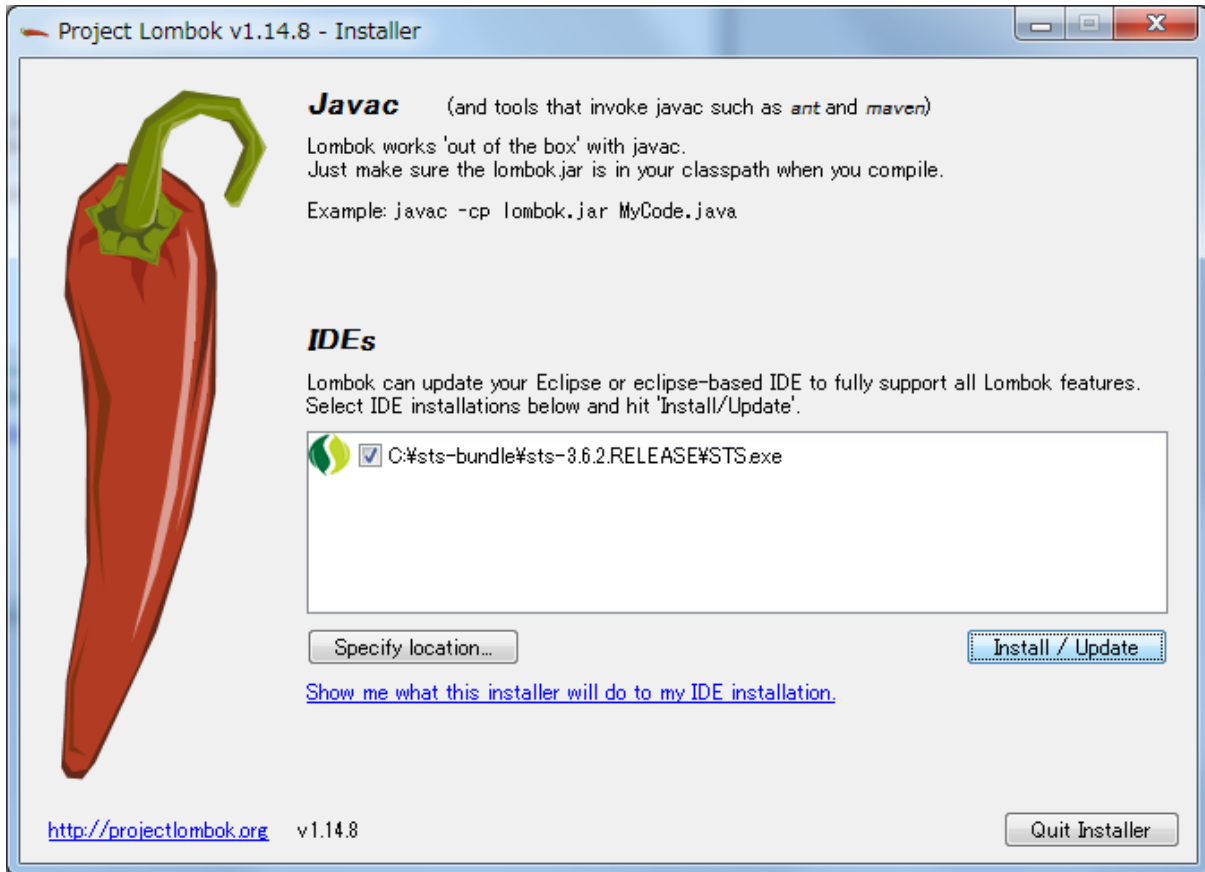 Project Lombok v1.14.8 - Installer
Javac (and tools that invoke javac such as ant and maven)
Lombok works 'out of the box' with javac.
Just make sure the lombok.jar is in your classpath when you compile.
Example: javac -cp lombok.jar MyCode.java
IDEs
Lombok can update your Eclipse or eclipse-based IDE to fully support all Lombok features.
Select IDE installations below and hit 'Install/Update'.
C:¥sts-bundle¥sts-3.6.2.RELEASE¥STS.exe
Specify location... Install / Update
Show me what this installer will do to my IDE installation.
http://projectlombok.org v1.14.8 Quit Installer